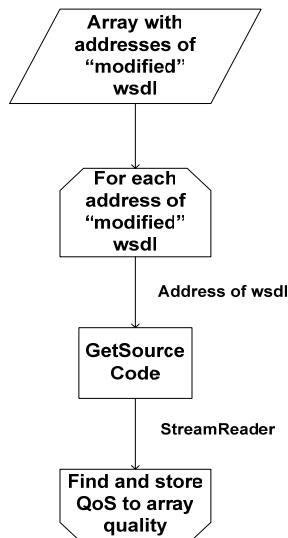 Array with
addresses of
“modified”
wsdl
For each
address of
“modified”
wsdl
Address of wsdl
GetSource
Code
StreamReader
Find and store
QoS to array
quality